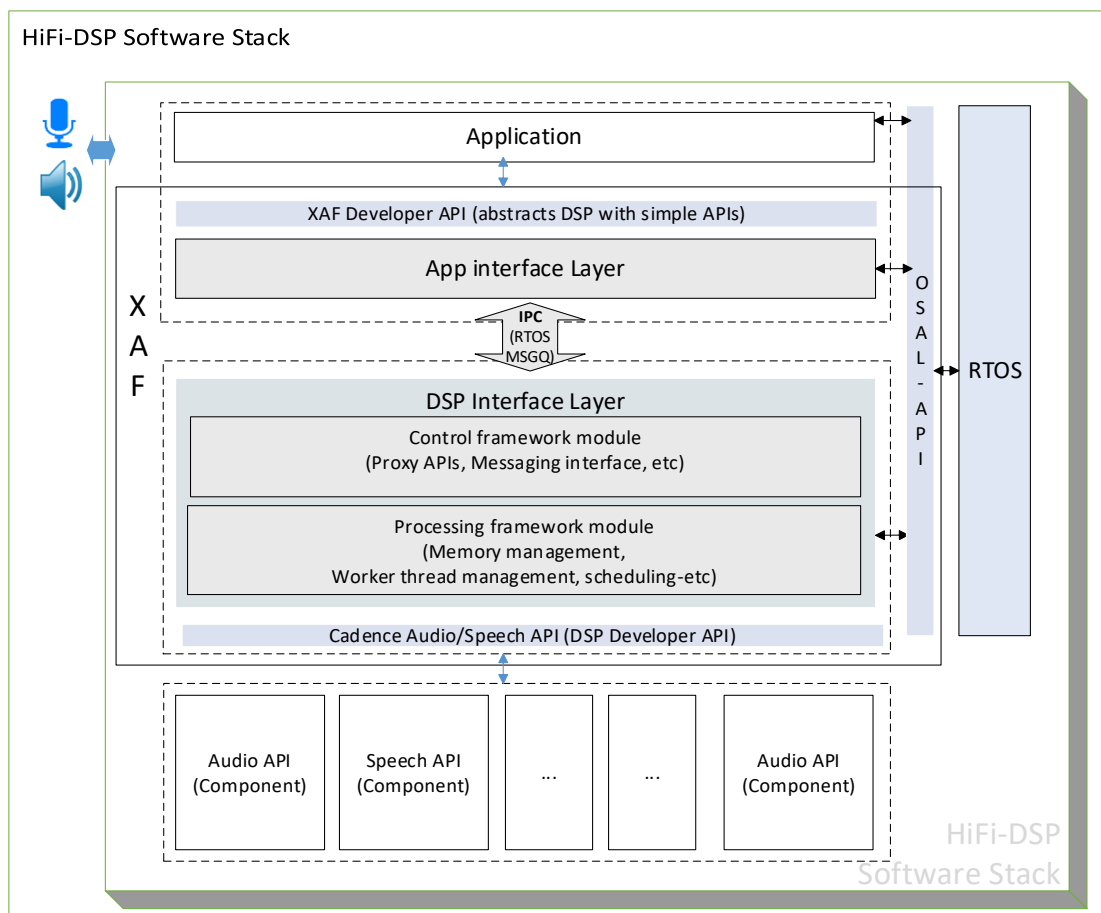 HiFi-DSP Software Stack
Application
XAF Developer API (abstracts DSP with simple APIs)
App interface Layer
X
A
F
IPC
(RTOS
MSGQ)
O
S
A
L
-
A
P
I
RTOS
DSP Interface Layer
Control framework module
(Proxy APIs, Messaging interface, etc)
Processing framework module
(Memory management,
Worker thread management, scheduling-etc)
Cadence Audio/Speech API (DSP Developer API)
Audio API
(Component)
Speech API
(Component)
...
...
Audio API
(Component)
HiFi-DSP
Software Stack